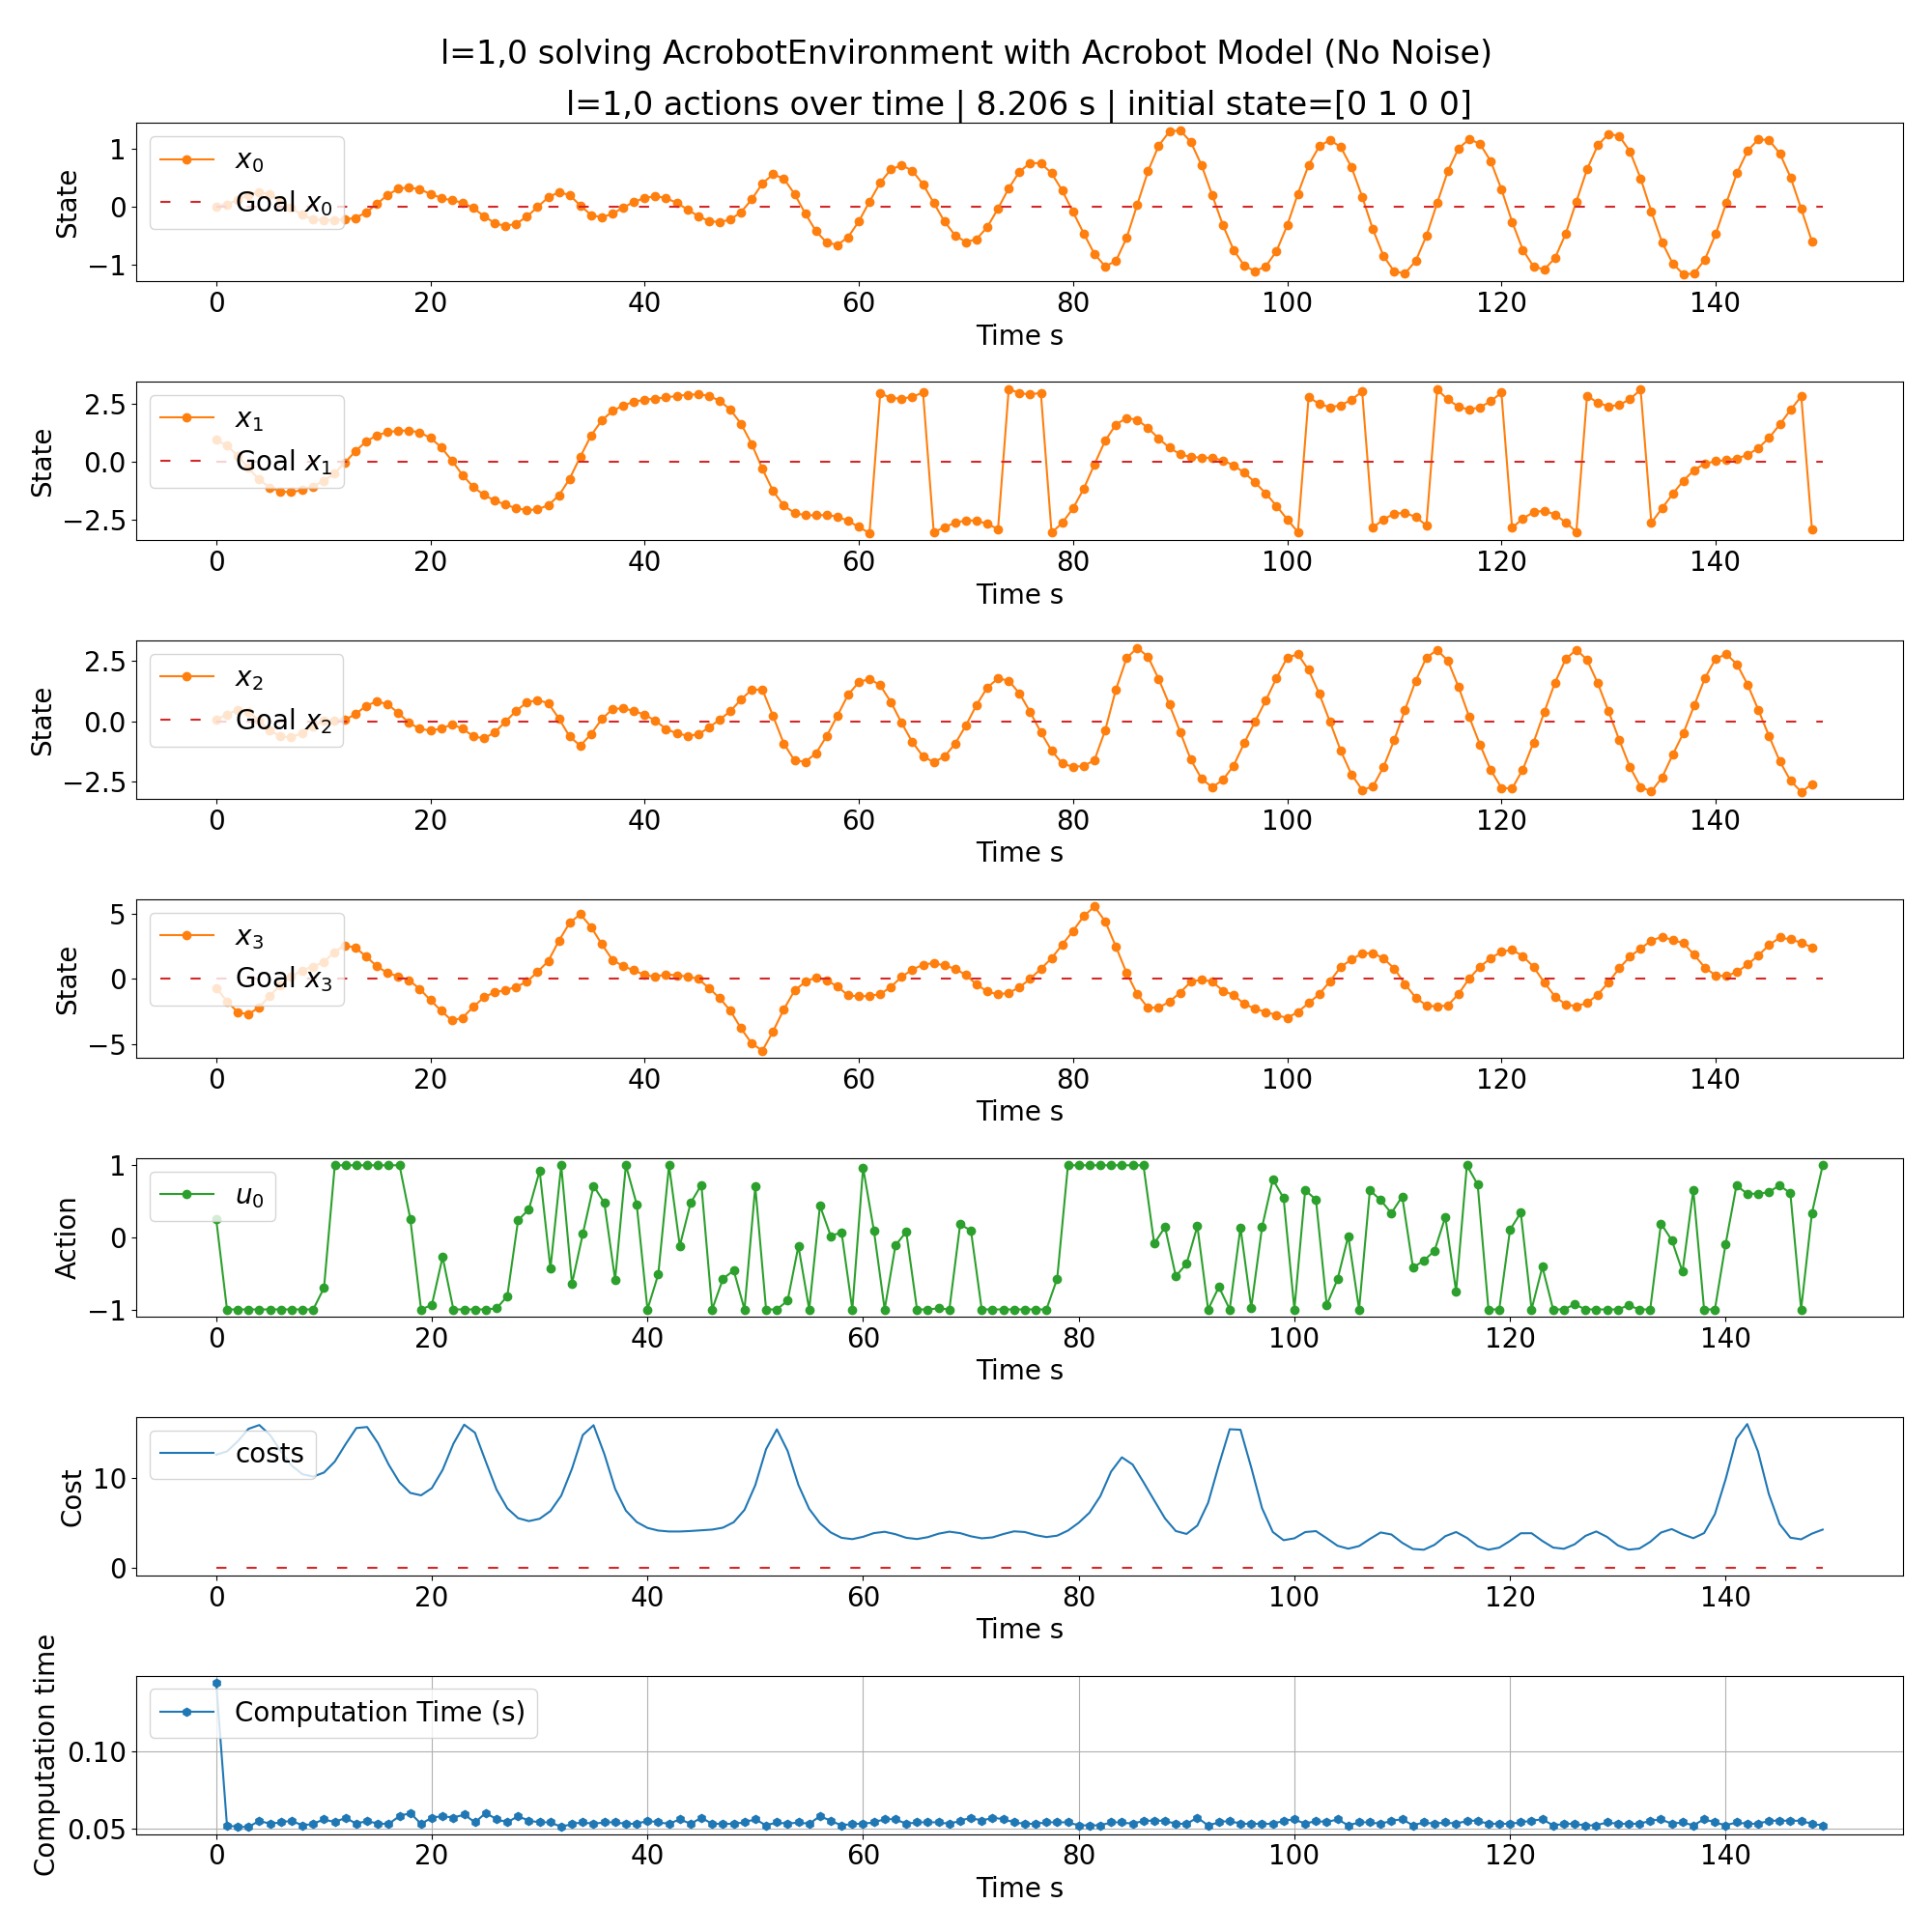 l=1,0 solving AcrobotEnvironment with Acrobot Model (No Noise)
l=1,0 actions over time | 8.206 s | initial state=[0 1 0 0]
State
1
0
−1
x₀
Goal x₀
0 20 40 60 80 100 120 140
Time s
State
2.5
0.0
−2.5
x₁
Goal x₁
0 20 40 60 80 100 120 140
Time s
State
2.5
0.0
−2.5
x₂
Goal x₂
0 20 40 60 80 100 120 140
Time s
State
5
0
−5
x₃
Goal x₃
0 20 40 60 80 100 120 140
Time s
Action
1
0
−1
u₀
0 20 40 60 80 100 120 140
Time s
Cost
10
0
costs
0 20 40 60 80 100 120 140
Time s
Computation time
0.10
0.05
Computation Time (s)
0 20 40 60 80 100 120 140
Time s